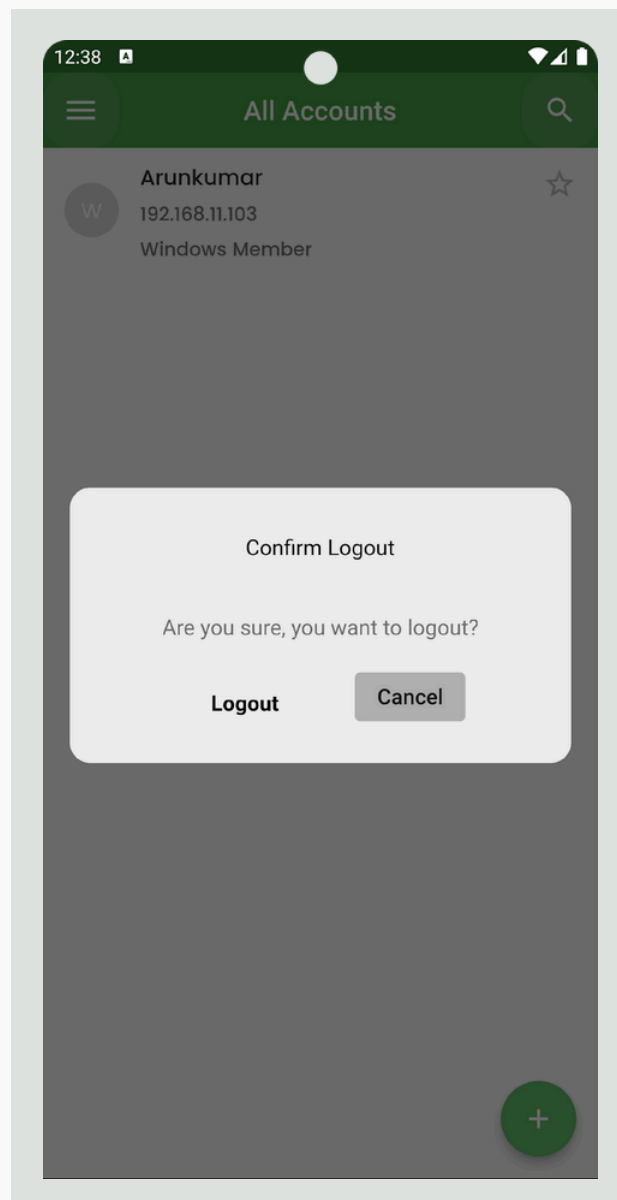 12:38 A
All Accounts
Arunkumar
W
192.168.11.103
Windows Member
Confirm Logout
Are you sure, you want to logout?
Logout Cancel
+